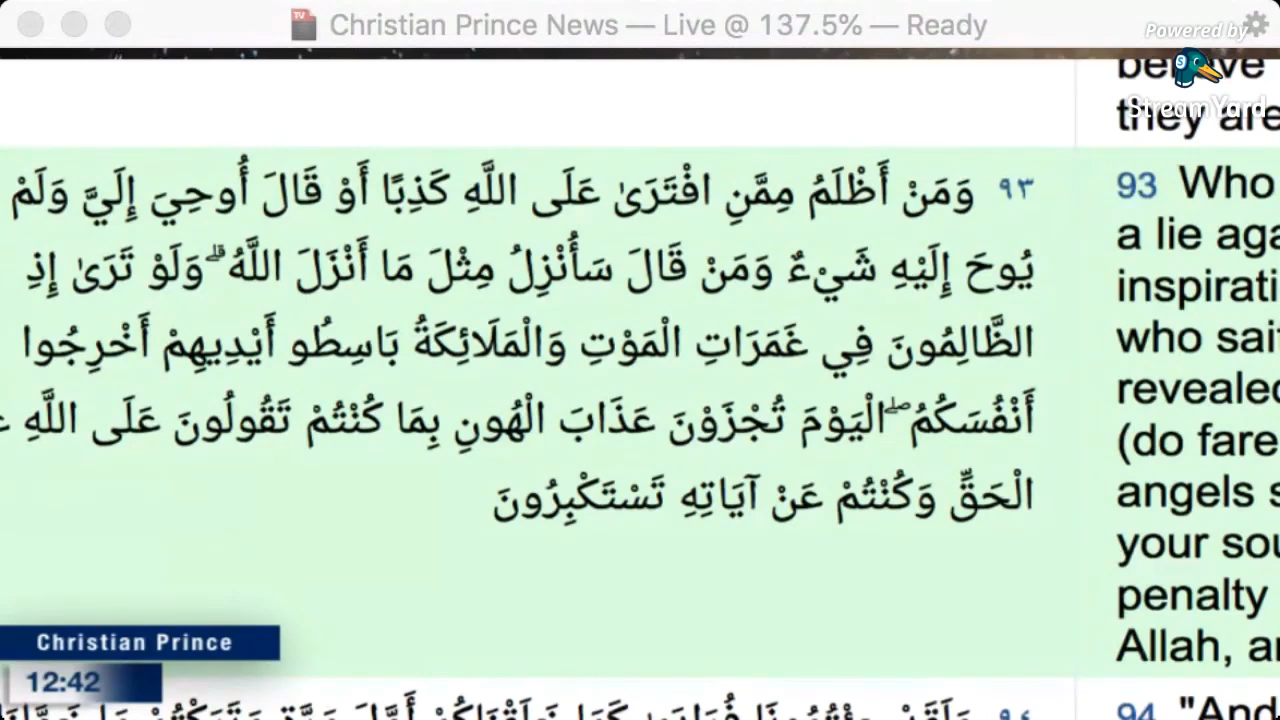 Christian Prince News — Live @ 137.5% — Ready
Powered by
StreamYard
they are
٩٣ وَمَنْ أَظْلَمُ مِمَّنِ افْتَرَىٰ عَلَى اللَّهِ كَذِبًا أَوْ قَالَ أُوحِيَ إِلَيَّ وَلَمْ
يُوحَ إِلَيْهِ شَيْءٌ وَمَنْ قَالَ سَأُنْزِلُ مِثْلَ مَا أَنْزَلَ اللَّهُ ۗ وَلَوْ تَرَىٰ إِذِ
الظَّالِمُونَ فِي غَمَرَاتِ الْمَوْتِ وَالْمَلَائِكَةُ بَاسِطُو أَيْدِيهِمْ أَخْرِجُوا
أَنْفُسَكُمُ ۖ الْيَوْمَ تُجْزَوْنَ عَذَابَ الْهُونِ بِمَا كُنْتُمْ تَقُولُونَ عَلَى اللَّهِ
الْحَقِّ وَكُنْتُمْ عَنْ آيَاتِهِ تَسْتَكْبِرُونَ
93 Who
a lie aga
inspirati
who sai
revealed
(do fare
angels s
your sou
penalty
Allah, a
Christian Prince
12:42
٩٤
94 "And